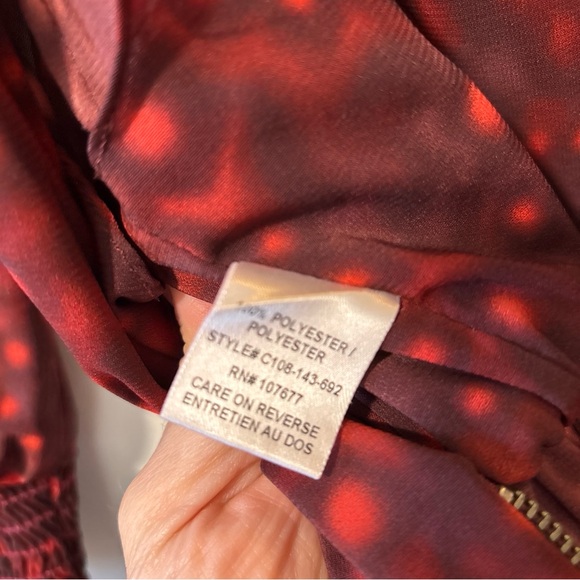 100% POLYESTER /
POLYESTER
STYLE# C108-143-692
RN# 107677
CARE ON REVERSE
ENTRETIEN AU DOS